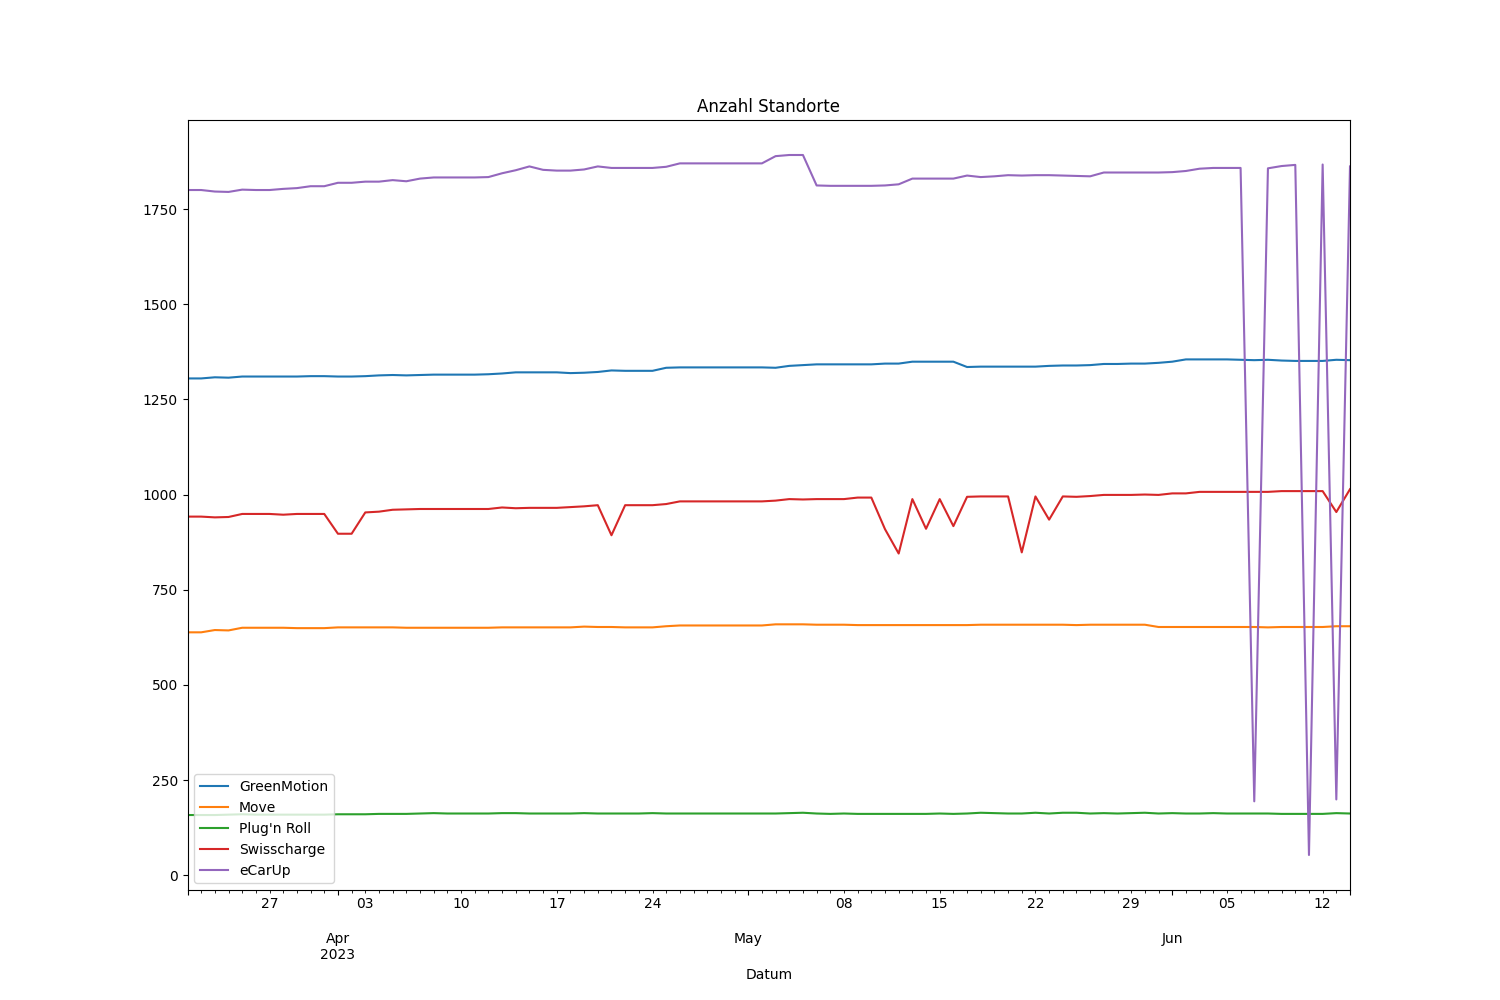 Anzahl Standorte
1750
1500
1250
1000
750
500
250
0
GreenMotion
Move
Plug'n Roll
Swisscharge
eCarUp
27 03 10 17 24 08 15 22 29 05 12
Apr May Jun
2023
Datum